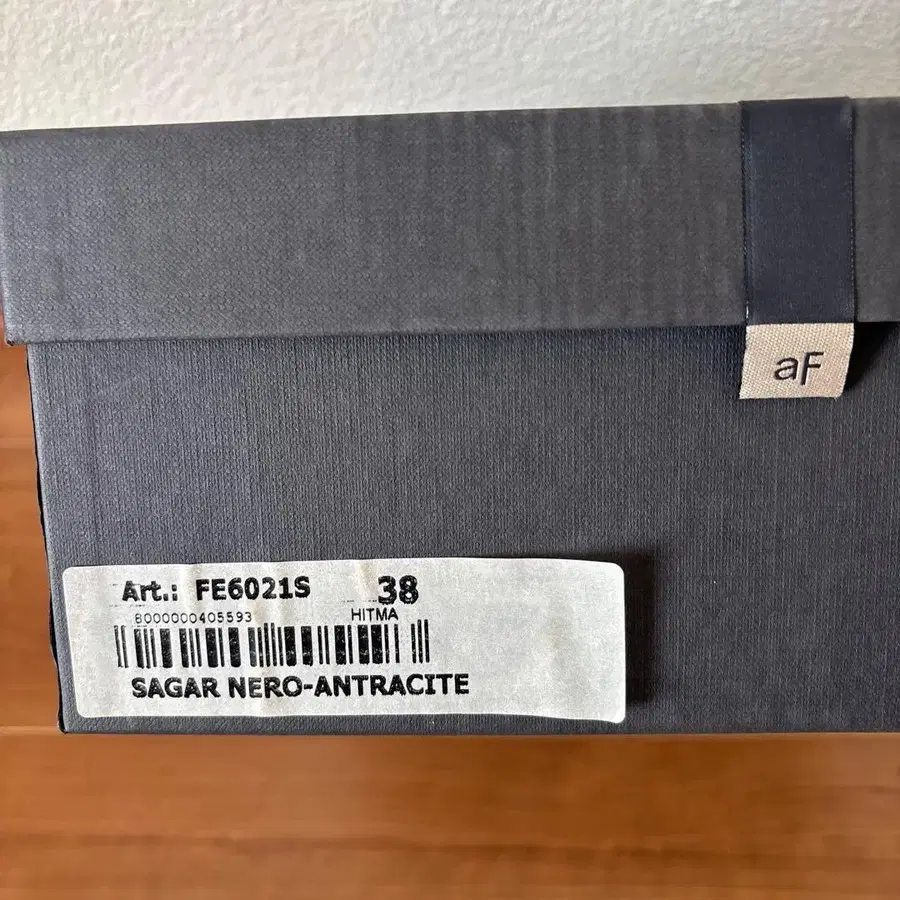 aF
Art.: FE6021S 38
8000000405593 HITMA
SAGAR NERO-ANTRACITE